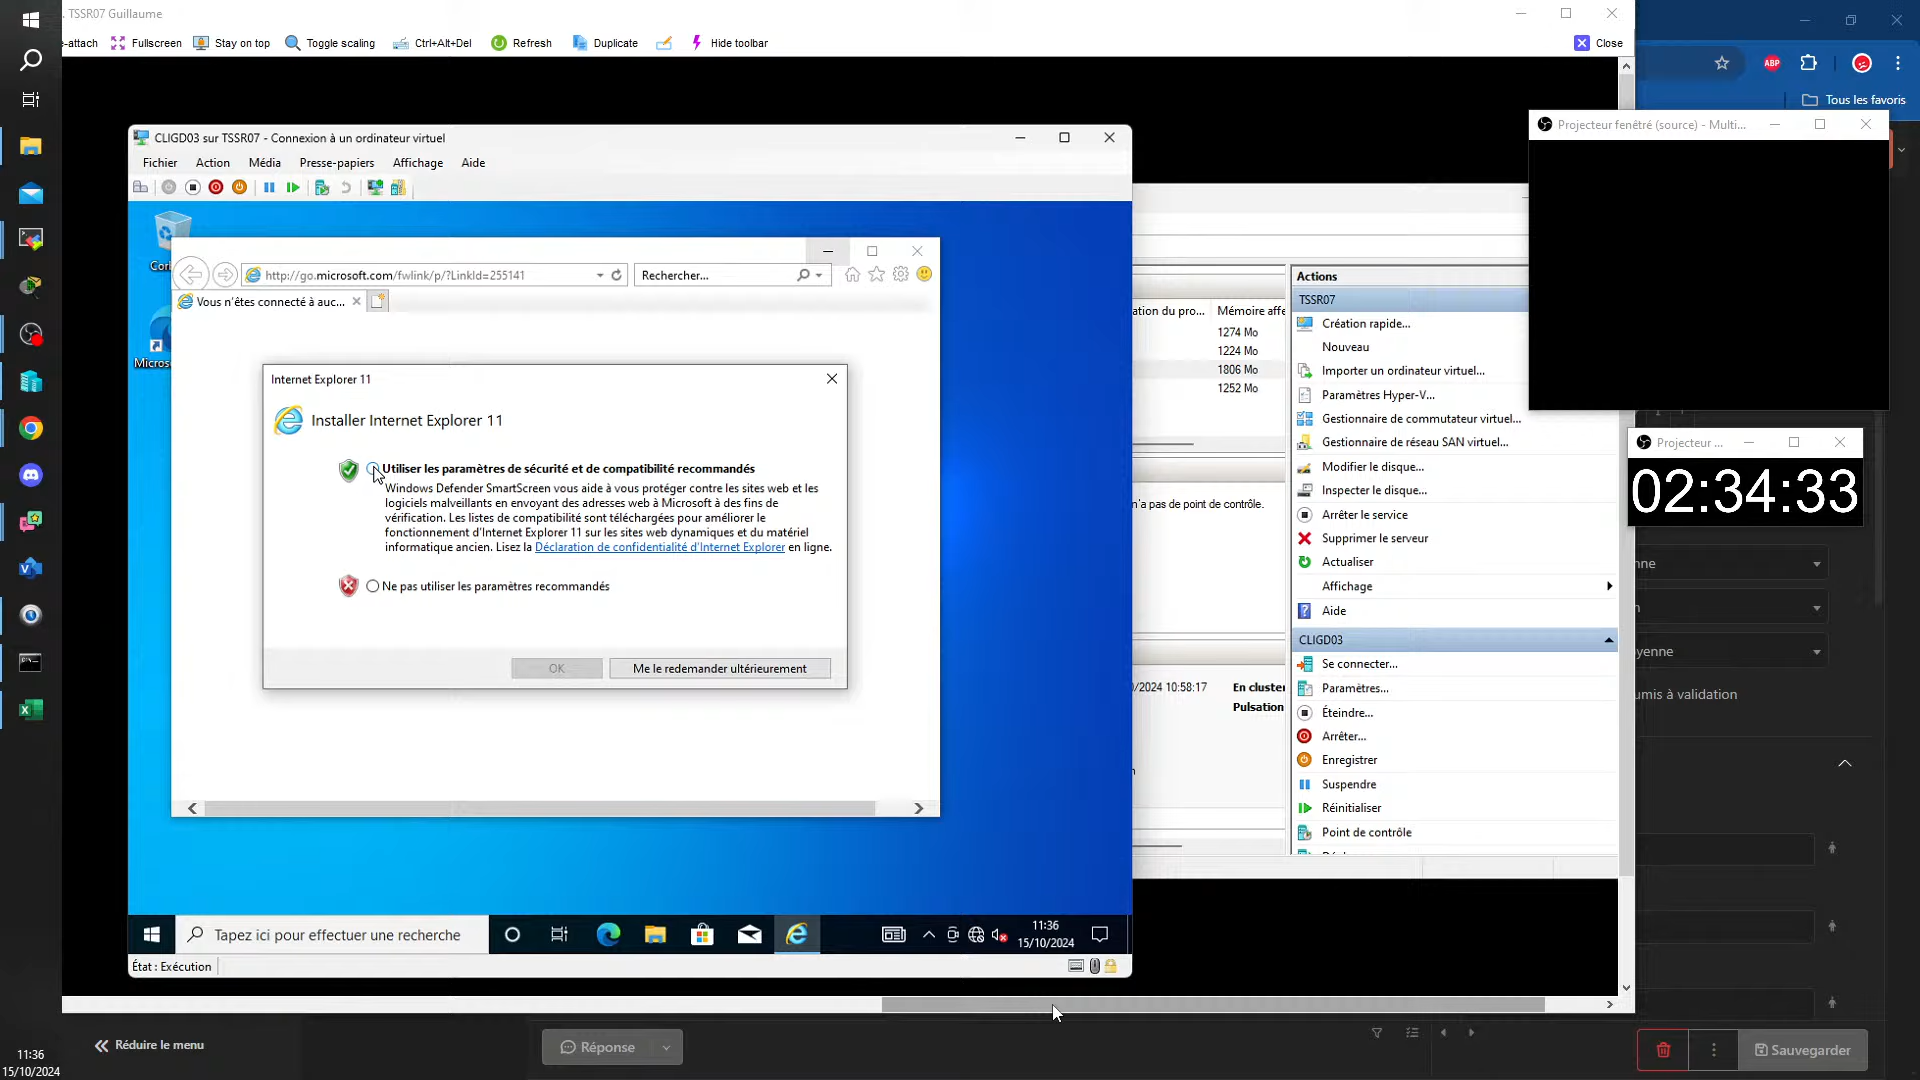 . TSSR07 Guillaume
e-attach
Fullscreen
Stay on top
Toggle scaling
Ctrl+Alt+Del
Refresh
Duplicate
Hide toolbar
Close
ABP
Tous les favoris
Projecteur fenêtré (source) - Multi...
CLIGD03 sur TSSR07 - Connexion à un ordinateur virtuel
Fichier
Action
Média
Presse-papiers
Affichage
Aide
http://go.microsoft.com/fwlink/p/?LinkId=255141
Rechercher...
Vous n'êtes connecté à auc...
Internet Explorer 11
Installer Internet Explorer 11
Utiliser les paramètres de sécurité et de compatibilité recommandés
Windows Defender SmartScreen vous aide à vous protéger contre les sites web et les
logiciels malveillants en envoyant des adresses web à Microsoft à des fins de
vérification. Les listes de compatibilité sont téléchargées pour améliorer le
fonctionnement d'Internet Explorer 11 sur les sites web dynamiques et du matériel
informatique ancien. Lisez la Déclaration de confidentialité d'Internet Explorer en ligne.
Ne pas utiliser les paramètres recommandés
OK
Me le redemander ultérieurement
Tapez ici pour effectuer une recherche
11:36
15/10/2024
État : Exécution
ation du pro...
Mémoire affe
1274 Mo
1224 Mo
1806 Mo
1252 Mo
n'a pas de point de contrôle.
/2024 10:58:17
En cluster
Pulsation
Actions
TSSR07
Création rapide...
Nouveau
Importer un ordinateur virtuel...
Paramètres Hyper-V...
Gestionnaire de commutateur virtuel...
Gestionnaire de réseau SAN virtuel...
Modifier le disque...
Inspecter le disque...
Arrêter le service
Supprimer le serveur
Actualiser
Affichage
Aide
CLIGD03
Se connecter...
Paramètres...
Éteindre...
Arrêter...
Enregistrer
Suspendre
Réinitialiser
Point de contrôle
Projecteur ...
02:34:33
nne
n
yenne
umis à validation
Réduire le menu
Réponse
Sauvegarder
11:36
15/10/2024